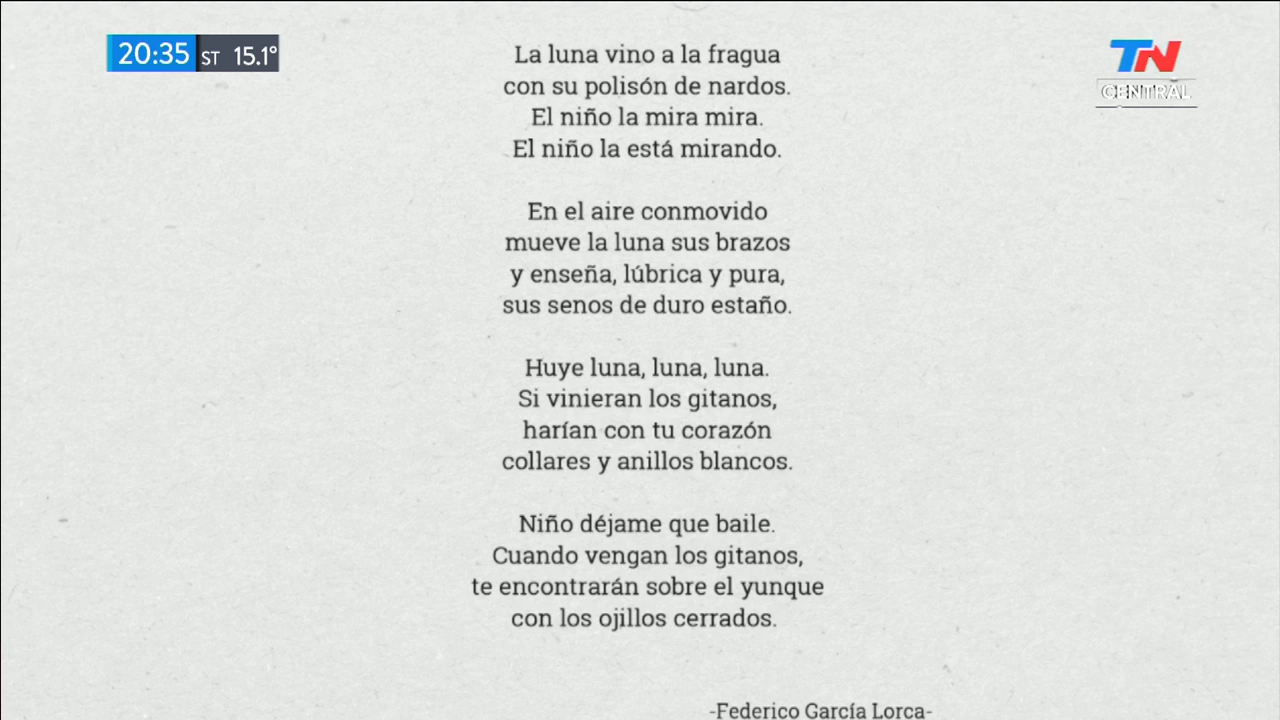 20:35 ST 15.1°
TN
CENTRAL
La luna vino a la fragua
con su polisón de nardos.
El niño la mira mira.
El niño la está mirando.
En el aire conmovido
mueve la luna sus brazos
y enseña, lúbrica y pura,
sus senos de duro estaño.
Huye luna, luna, luna.
Si vinieran los gitanos,
harían con tu corazón
collares y anillos blancos.
Niño déjame que baile.
Cuando vengan los gitanos,
te encontrarán sobre el yunque
con los ojillos cerrados.
-Federico García Lorca-